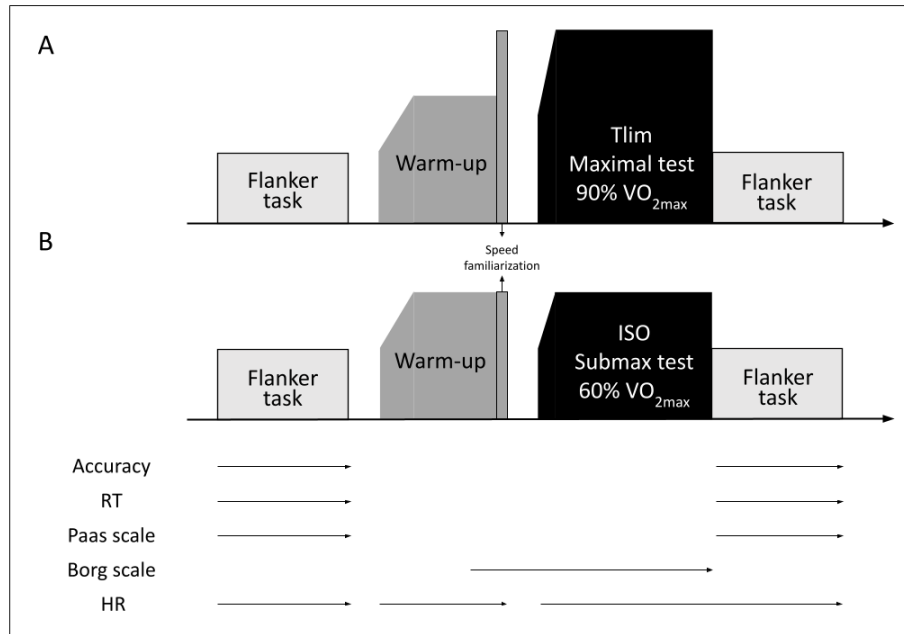 A
Flanker
task
Warm-up
Tlim
Maximal test
90% VO2max
Flanker
task
B
Speed
familiarization
Flanker
task
Warm-up
ISO
Submax test
60% VO2max
Flanker
task
Accuracy
RT
Paas scale
Borg scale
HR